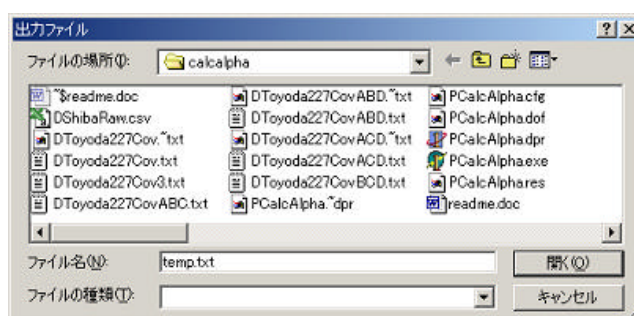 出力ファイル
ファイルの場所(I): calcalpha
~$readme.doc DToyoda227CovABD.~txt PCalcAlpha.cfg
DShibaRaw.csv DToyoda227CovABD.txt PCalcAlpha.dof
DToyoda227Cov.~txt DToyoda227CovACD.~txt PCalcAlpha.dpr
DToyoda227Cov.txt DToyoda227CovACD.txt PCalcAlpha.exe
DToyoda227Cov3.txt DToyoda227CovBCD.txt PCalcAlpha.res
DToyoda227CovABC.txt PCalcAlpha.~dpr readme.doc
ファイル名(N): temp.txt 開く(O)
ファイルの種類(T): キャンセル